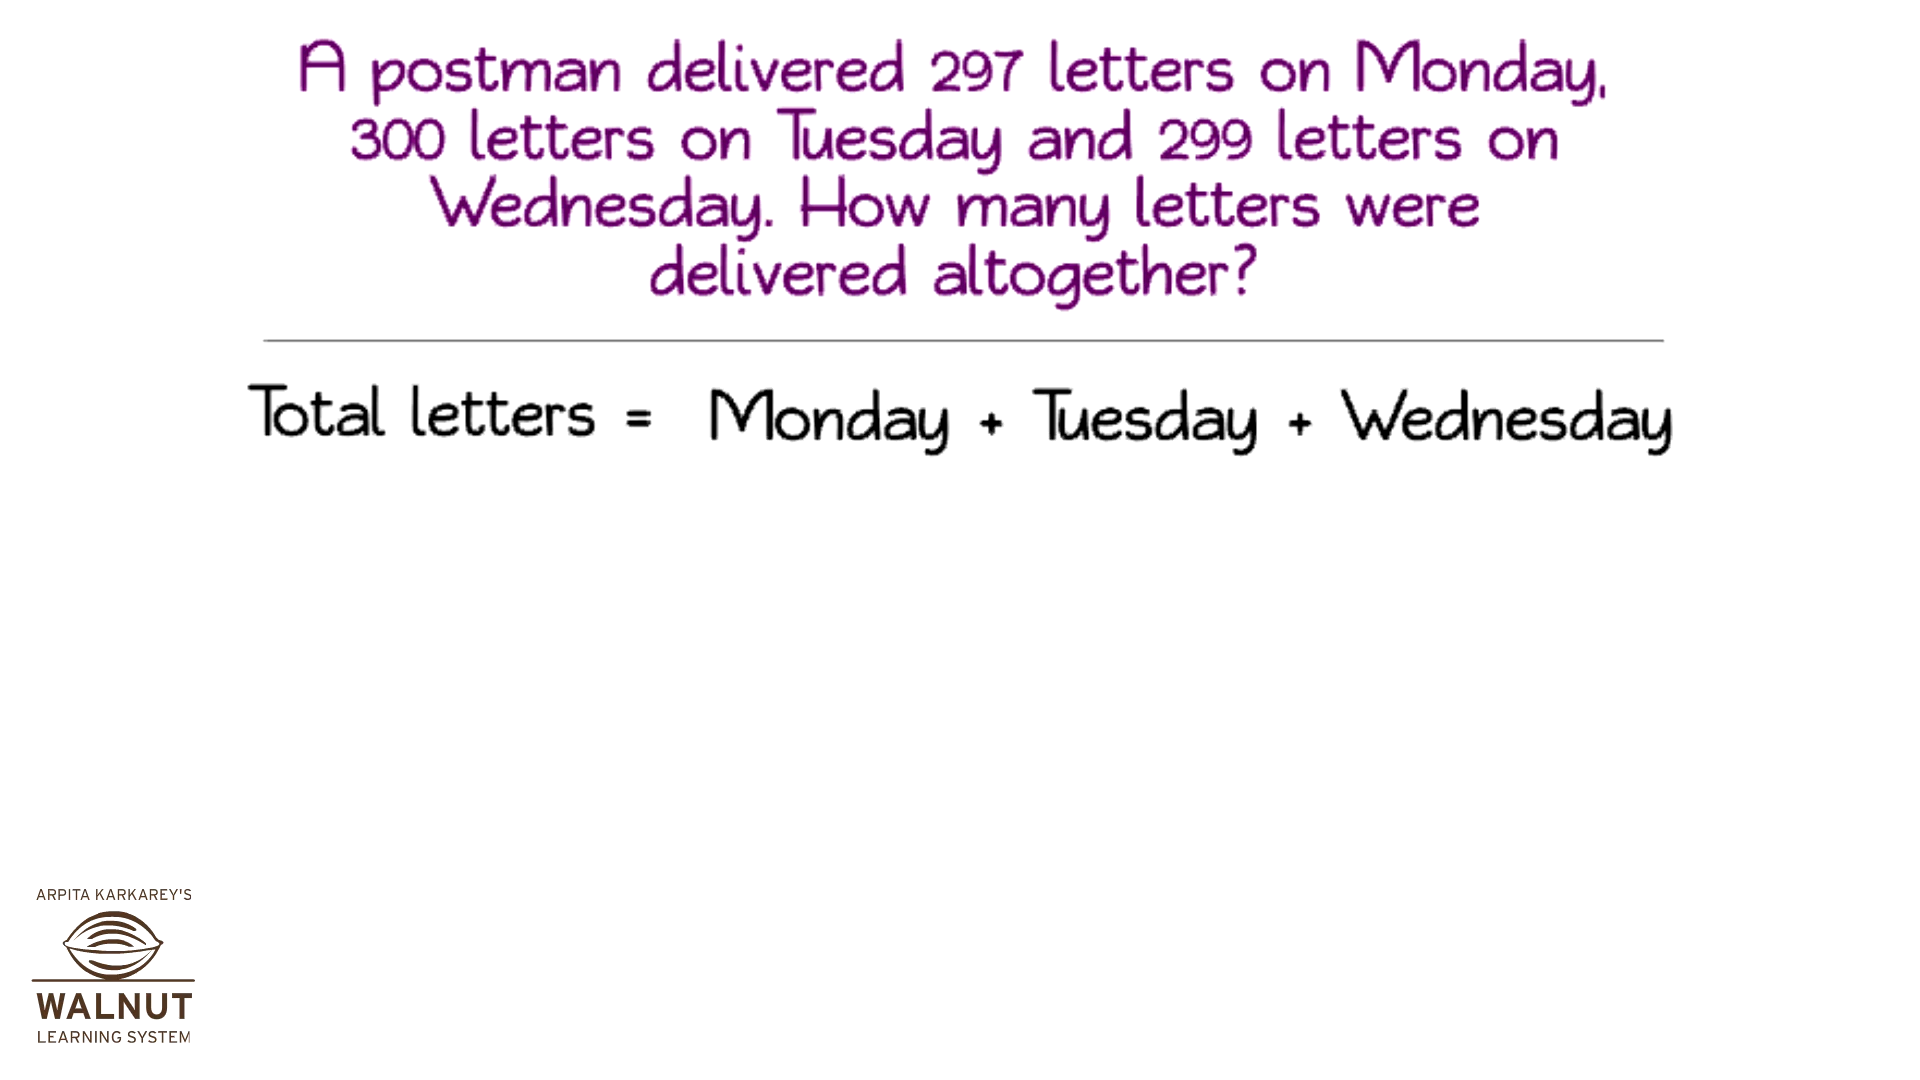 A postman delivered 297 letters on Monday,
300 letters on Tuesday and 299 letters on
Wednesday. How many letters were
delivered altogether?
Total letters = Monday + Tuesday + Wednesday
ARPITA KARKAREY'S
WALNUT
LEARNING SYSTEM